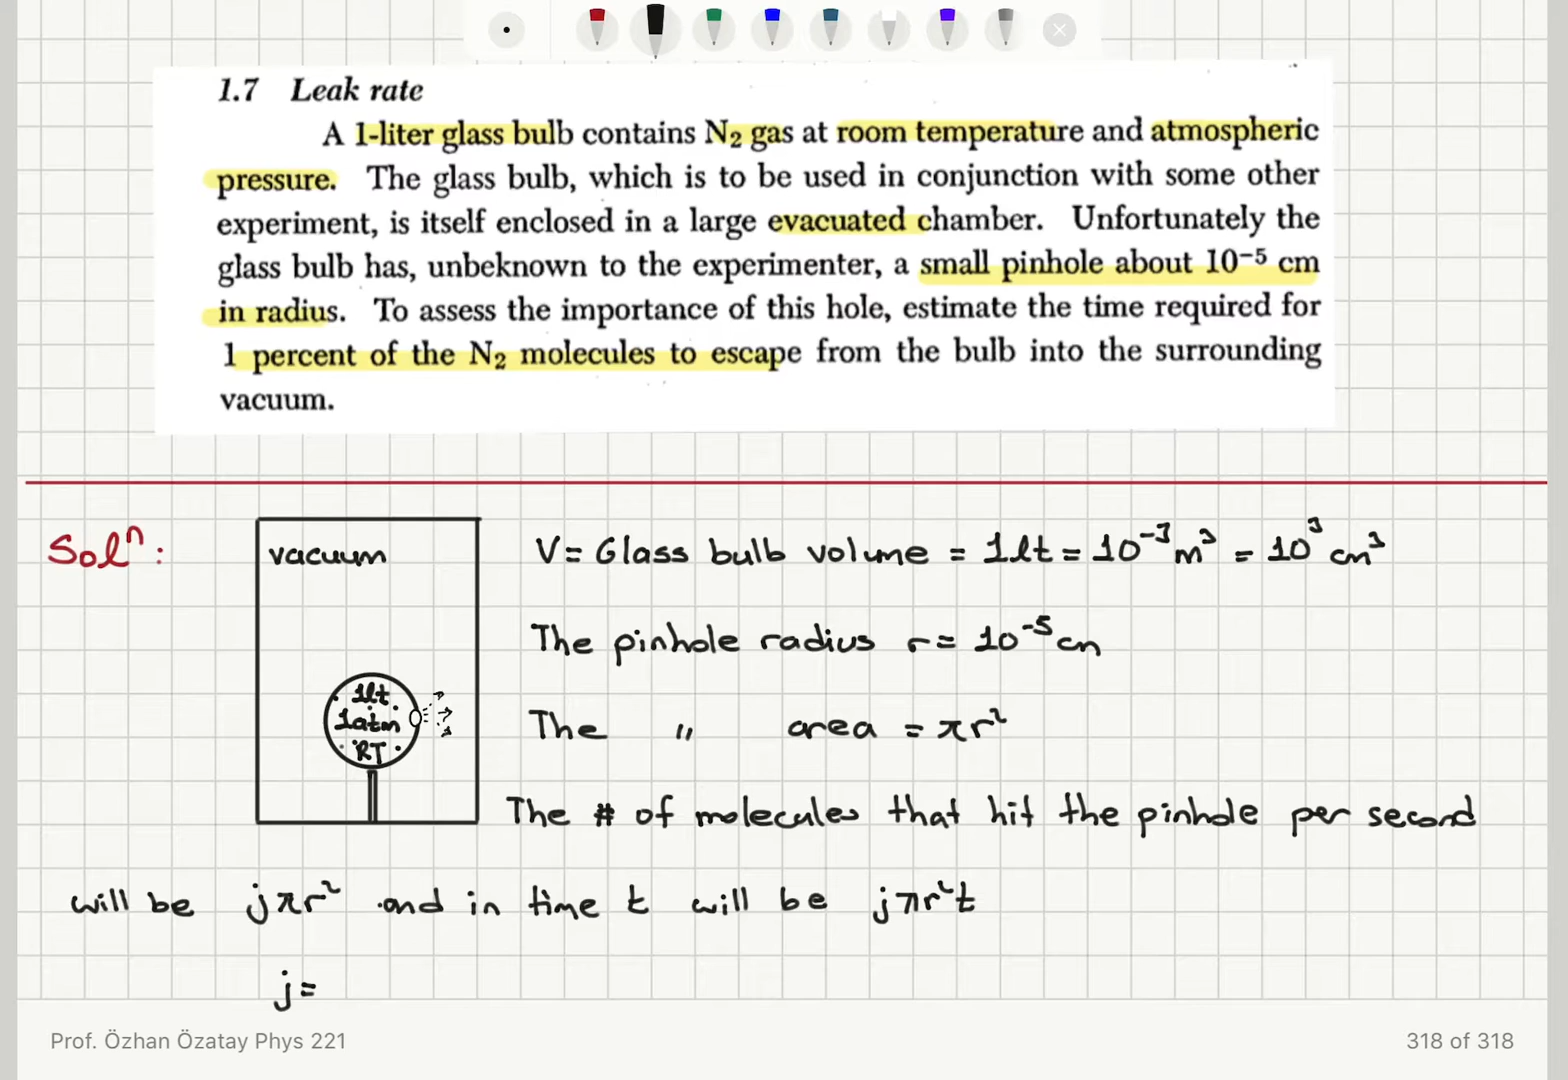 1.7 Leak rate
A 1-liter glass bulb contains N₂ gas at room temperature and atmospheric
pressure. The glass bulb, which is to be used in conjunction with some other
experiment, is itself enclosed in a large evacuated chamber. Unfortunately the
glass bulb has, unbeknown to the experimenter, a small pinhole about 10⁻⁵ cm
in radius. To assess the importance of this hole, estimate the time required for
1 percent of the N₂ molecules to escape from the bulb into the surrounding
vacuum.
Solⁿ:
vacuum
1lt
1atm
RT
V = Glass bulb volume = 1lt = 10⁻³ m³ = 10³ cm³
The pinhole radius r = 10⁻⁵ cm
The " area = πr²
The # of molecules that hit the pinhole per second
will be jπr² and in time t will be jπr²t
j=
Prof. Özhan Özatay Phys 221
318 of 318